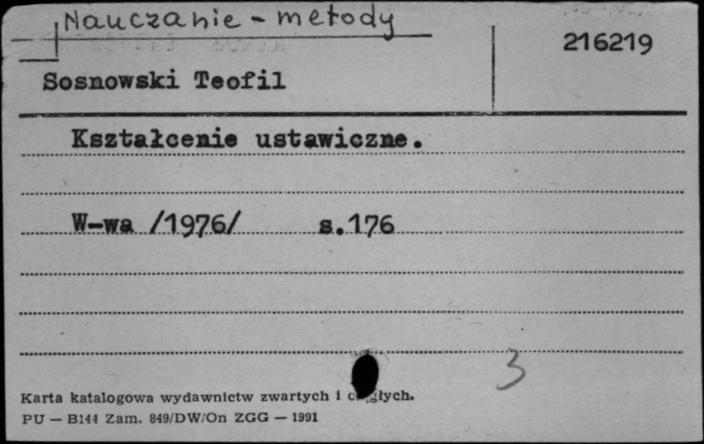 Nauczanie - metody
216219
Sosnowski Teofil
Kształcenie ustawiczne.
W-wa /1976/ s.176
3
Karta katalogowa wydawnictw zwartych i
PU — B144 Zam. 849/DW/On ZGG — 1991